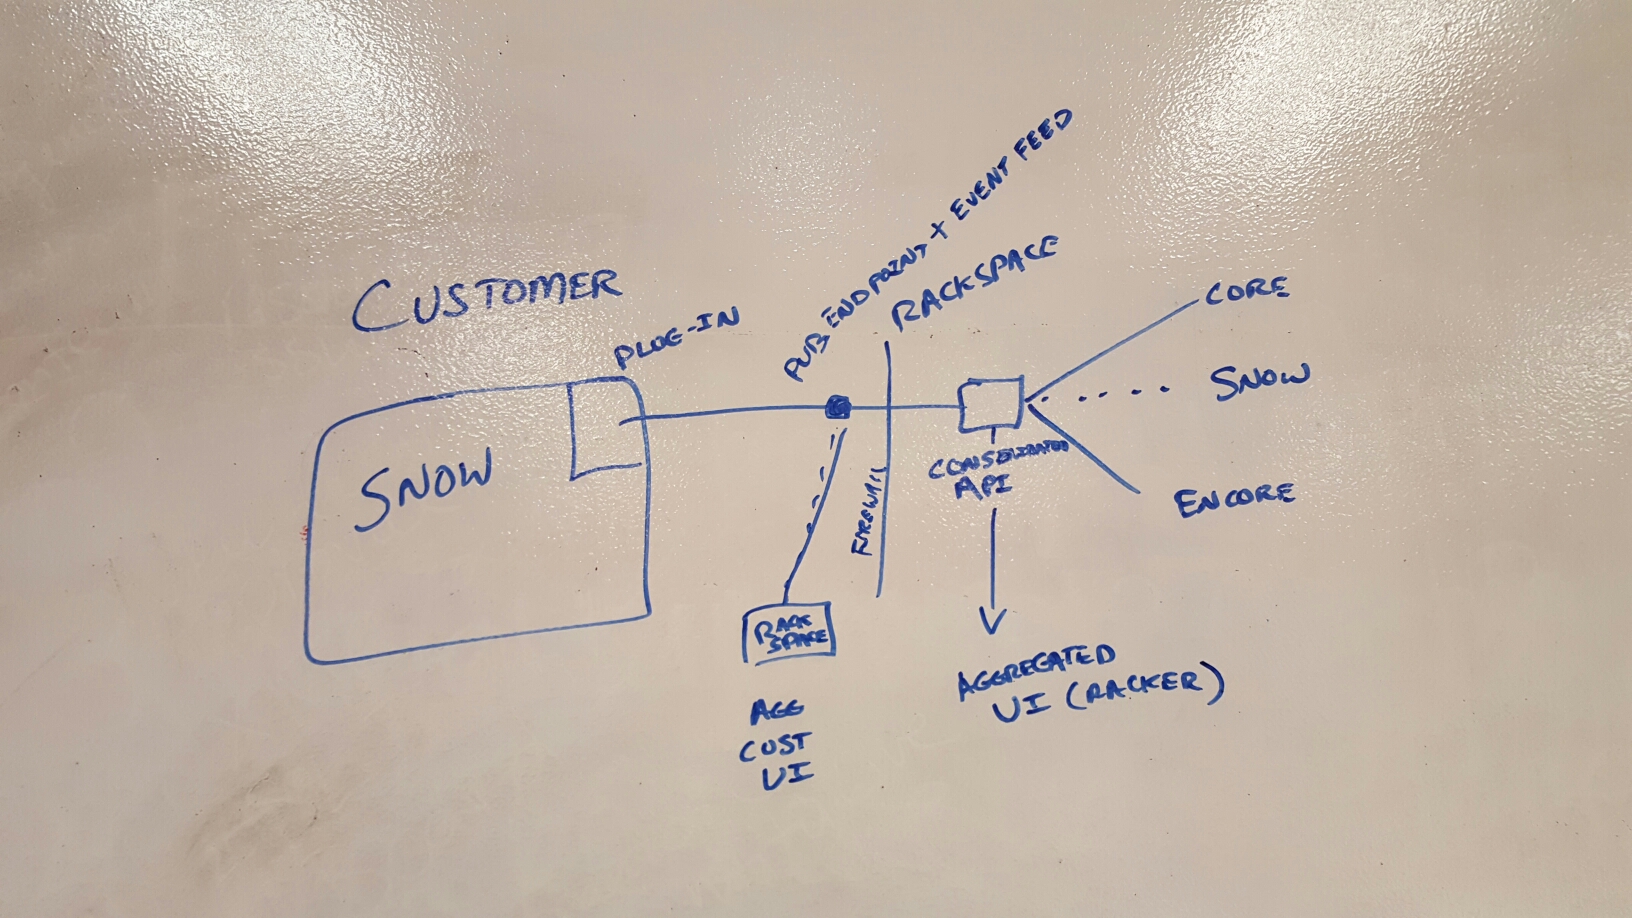 CUSTOMER
PLUG-IN
PUB ENDPOINT + EVENT FEED
RACKSPACE
CORE
SNOW
ENCORE
SNOW
FIREWALL
CONSOLIDATED
API
RACK
SPACE
AGG
CUST
UI
AGGREGATED
UI (RACKER)